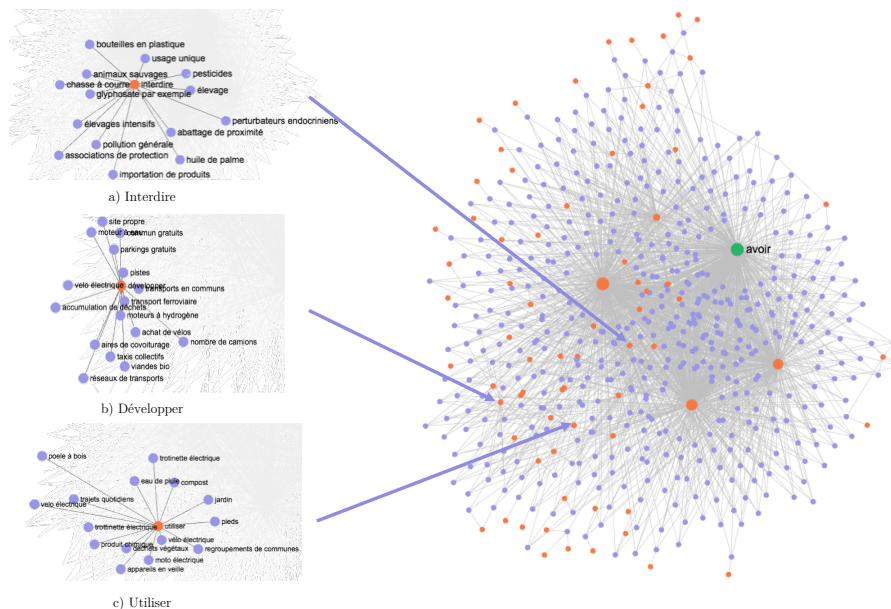 bouteilles en plastique
usage unique
animaux sauvages
pesticides
chasse à courre
interdire
élevage
glyphosate par exemple
perturbateurs endocriniens
élevages intensifs
abattage de proximité
pollution générale
associations de protection
huile de palme
importation de produits
a) Interdire
site propre
moteur à eau
commun gratuits
parkings gratuits
pistes
velo électrique
développer
transports en communs
transport ferroviaire
accumulation de déchets
moteurs à hydrogène
achat de vélos
aires de covoiturage
nombre de camions
taxis collectifs
viandes bio
réseaux de transports
b) Développer
poele à bois
trotinette électrique
eau de pluie
compost
trajets quotidiens
jardin
velo électrique
pieds
trottinette électrique
utiliser
vélo électrique
produit chimique
déchets végétaux
regroupements de communes
moto électrique
appareils en veille
c) Utiliser
avoir